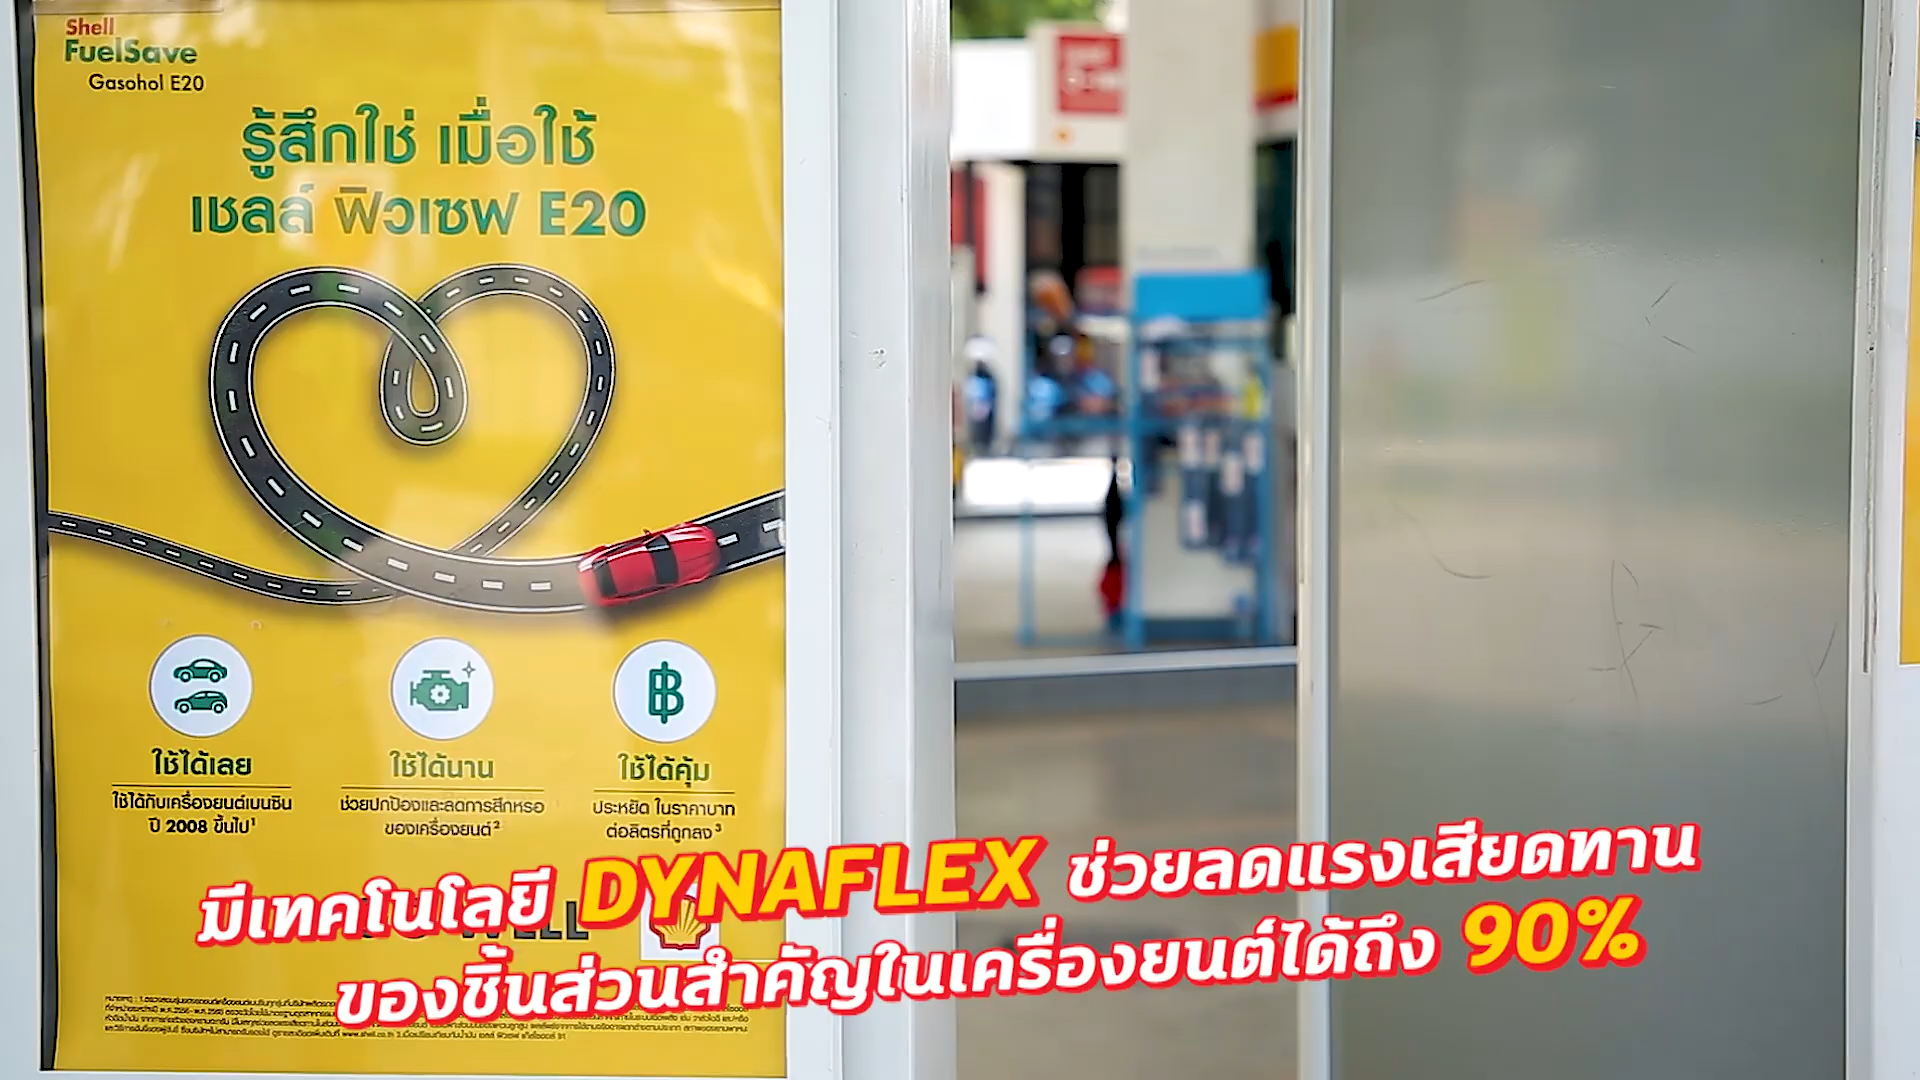 Shell
FuelSave
Gasohol E20
รู้สึกใช่ เมื่อใช้
เชลล์ ฟิวเซฟ E20
ใช้ได้เลย
ใช้ได้กับเครื่องยนต์เบนซิน
ปี 2008 ขึ้นไป¹
ใช้ได้นาน
ช่วยปกป้องและลดการสึกหรอ
ของเครื่องยนต์²
ใช้ได้คุ้ม
ประหยัด ในราคาบาท
ต่อลิตรที่ถูกลง³
มีเทคโนโลยี DYNAFLEX ช่วยลดแรงเสียดทาน
ของชิ้นส่วนสำคัญในเครื่องยนต์ได้ถึง 90%